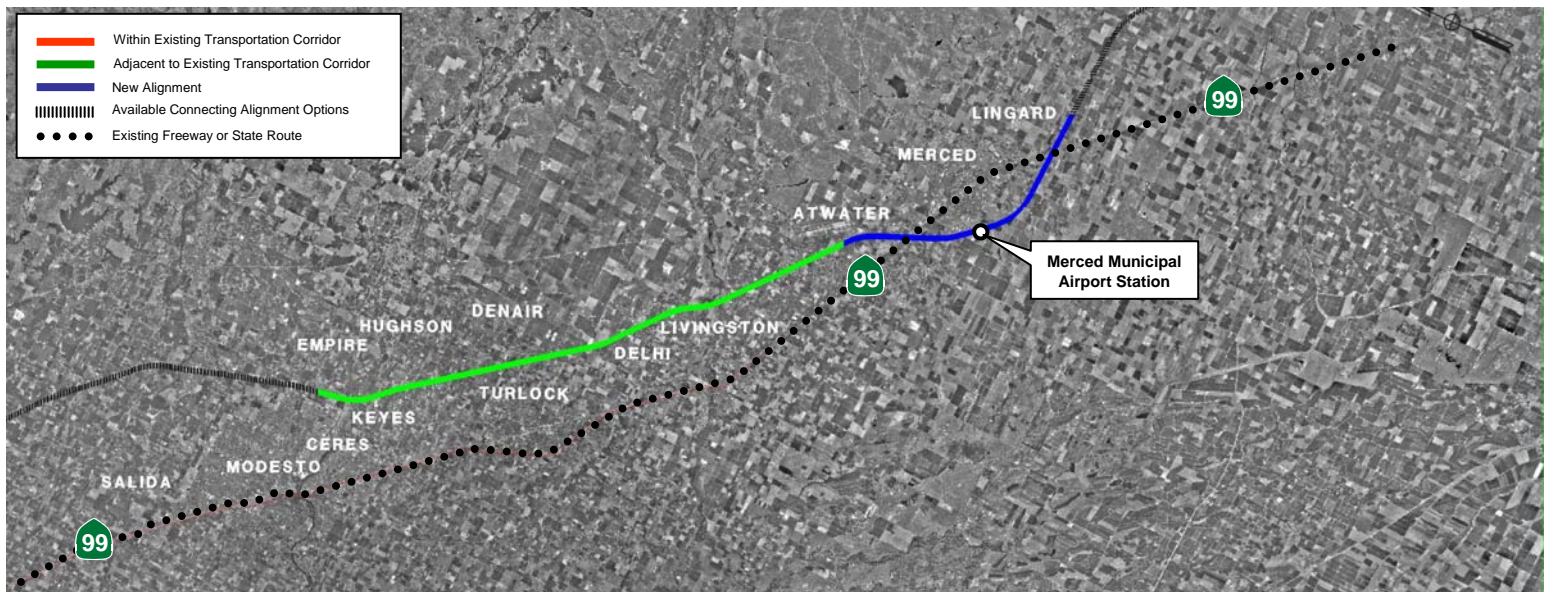 Within Existing Transportation Corridor
Adjacent to Existing Transportation Corridor
New Alignment
Available Connecting Alignment Options
Existing Freeway or State Route
99
LINGARD
MERCED
ATWATER
Merced Municipal
Airport Station
99
DENAIR
HUGHSON
LIVINGSTON
EMPIRE
DELHI
TURLOCK
KEYES
CERES
MODESTO
SALIDA
99